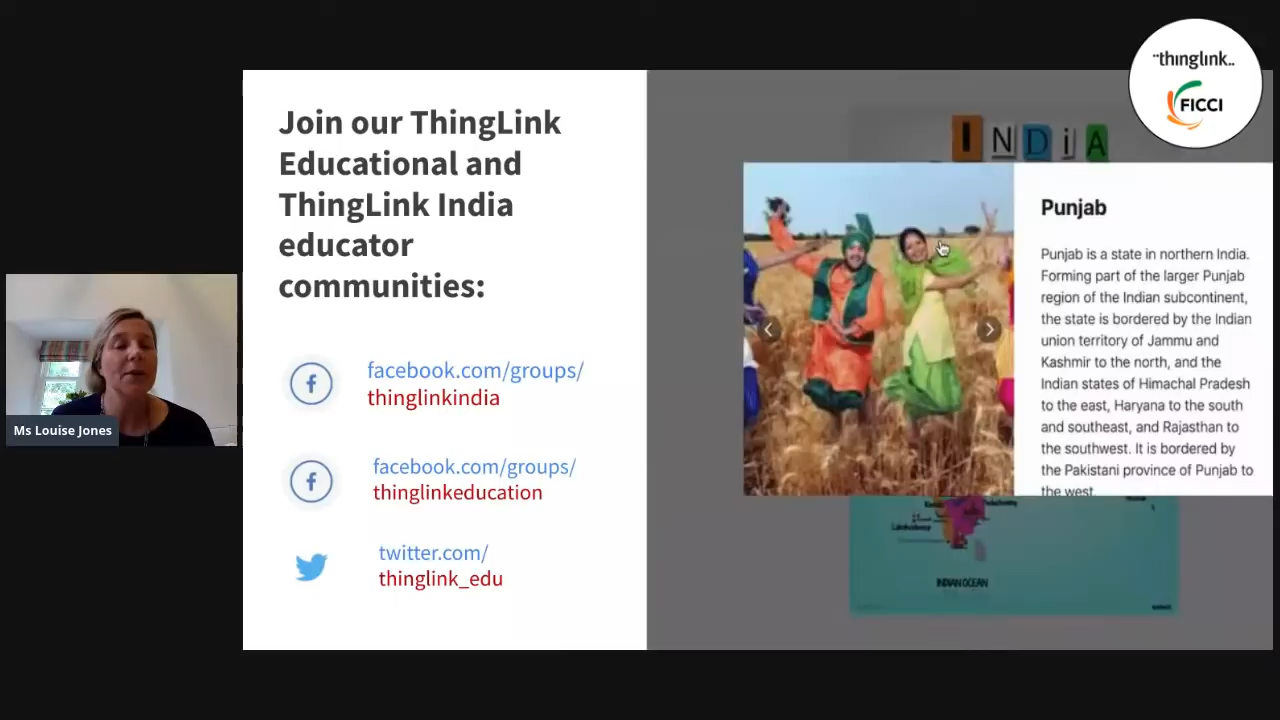 Join our ThingLink
Educational and
ThingLink India
educator
communities:
facebook.com/groups/
thinglinkindia
facebook.com/groups/
thinglinkeducation
twitter.com/
thinglink_edu
Ms Louise Jones
thinglink..
FICCI
INDiA
Punjab
Punjab is a state in northern India.
Forming part of the larger Punjab
region of the Indian subcontinent,
the state is bordered by the Indian
union territory of Jammu and
Kashmir to the north, and the
Indian states of Himachal Pradesh
to the east, Haryana to the south
and southeast, and Rajasthan to
the southwest. It is bordered by
the Pakistani province of Punjab to
the west.
INDIAN OCEAN